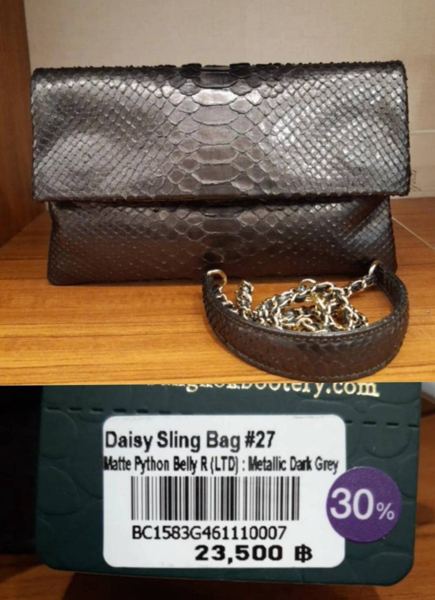 Daisy Sling Bag #27
Matte Python Belly R (LTD) : Metallic Dark Grey
30%
BC1583G461110007
23,500 ฿